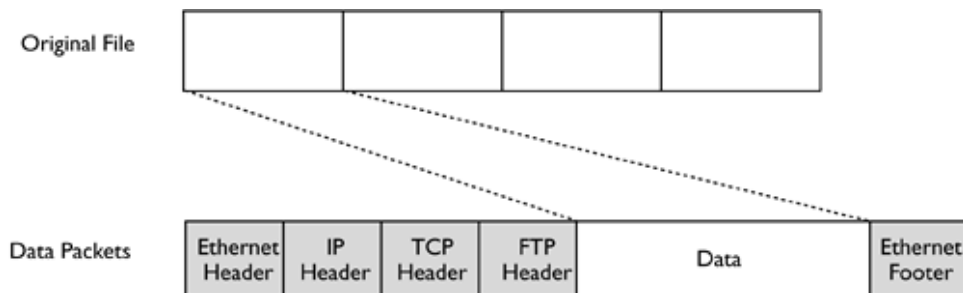 Original File
Data Packets
Ethernet
Header
IP
Header
TCP
Header
FTP
Header
Data
Ethernet
Footer